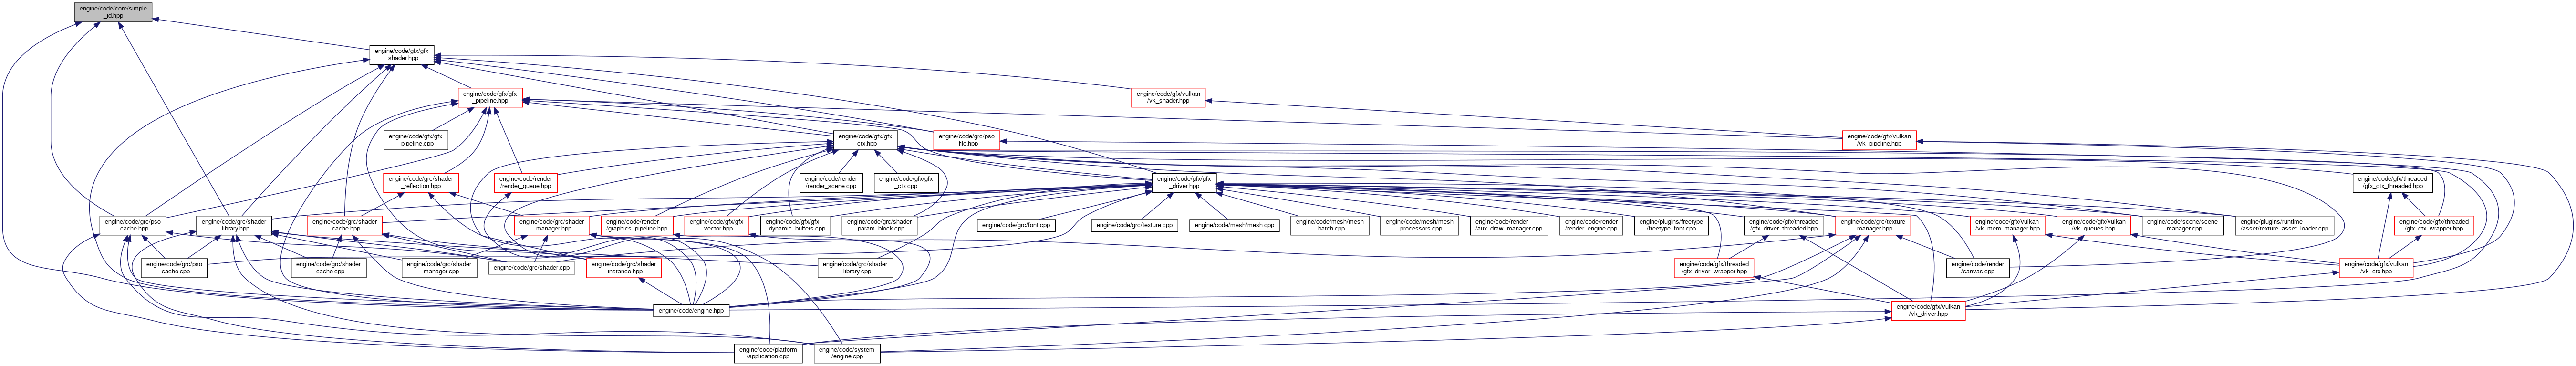 engine/code/core/simple
_id.hpp
engine/code/gfx/gfx
_shader.hpp
engine/code/gfx/gfx
_pipeline.hpp
engine/code/gfx/vulkan
/vk_shader.hpp
engine/code/gfx/gfx
_pipeline.cpp
engine/code/gfx/gfx
_ctx.hpp
engine/code/grc/pso
_file.hpp
engine/code/gfx/vulkan
/vk_pipeline.hpp
engine/code/grc/shader
_reflection.hpp
engine/code/render
/render_queue.hpp
engine/code/render
/render_scene.cpp
engine/code/gfx/gfx
_ctx.cpp
engine/code/gfx/gfx
_driver.hpp
engine/code/gfx/threaded
/gfx_ctx_threaded.hpp
engine/code/grc/pso
_cache.hpp
engine/code/grc/shader
_library.hpp
engine/code/grc/shader
_cache.hpp
engine/code/grc/shader
_manager.hpp
engine/code/render
/graphics_pipeline.hpp
engine/code/gfx/gfx
_vector.hpp
engine/code/gfx/gfx
_dynamic_buffers.cpp
engine/code/grc/shader
_param_block.cpp
engine/code/grc/font.cpp
engine/code/grc/texture.cpp
engine/code/mesh/mesh.cpp
engine/code/mesh/mesh
_batch.cpp
engine/code/mesh/mesh
_processors.cpp
engine/code/render
/aux_draw_manager.cpp
engine/code/render
/render_engine.cpp
engine/plugins/freetype
/freetype_font.cpp
engine/code/gfx/threaded
/gfx_driver_threaded.hpp
engine/code/grc/texture
_manager.hpp
engine/code/gfx/vulkan
/vk_mem_manager.hpp
engine/code/gfx/vulkan
/vk_queues.hpp
engine/code/scene/scene
_manager.cpp
engine/plugins/runtime
/asset/texture_asset_loader.cpp
engine/code/gfx/threaded
/gfx_ctx_wrapper.hpp
engine/code/grc/pso
_cache.cpp
engine/code/grc/shader
_cache.cpp
engine/code/grc/shader
_manager.cpp
engine/code/grc/shader.cpp
engine/code/grc/shader
_instance.hpp
engine/code/grc/shader
_library.cpp
engine/code/gfx/threaded
/gfx_driver_wrapper.hpp
engine/code/render
/canvas.cpp
engine/code/gfx/vulkan
/vk_ctx.hpp
engine/code/engine.hpp
engine/code/gfx/vulkan
/vk_driver.hpp
engine/code/platform
/application.cpp
engine/code/system
/engine.cpp